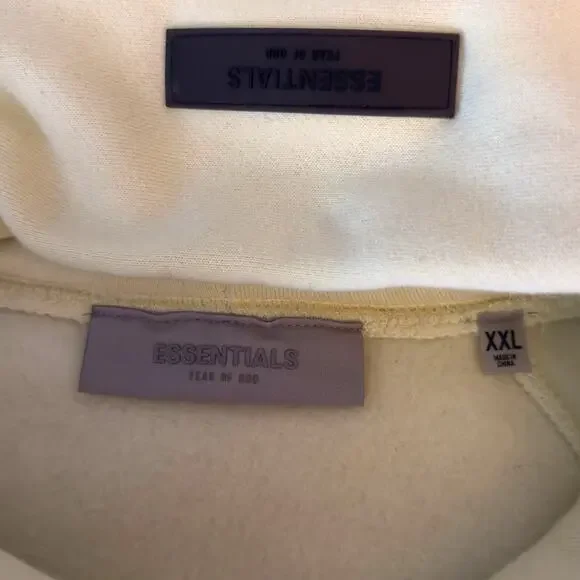 ESSENTIALS
FEAR OF GOD
ESSENTIALS
FEAR OF GOD
XXL
MADE IN
CHINA